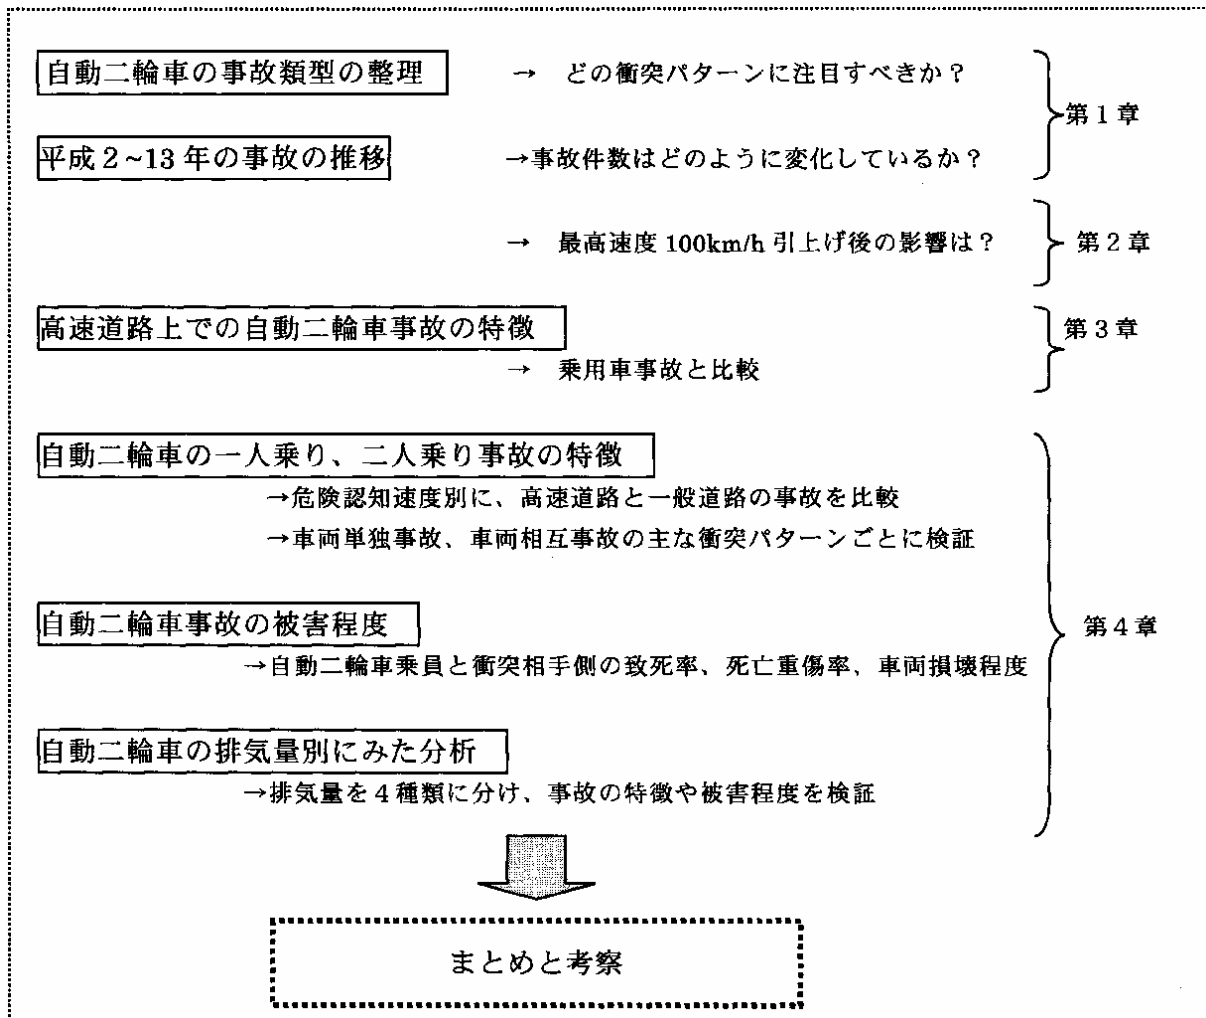 自動二輪車の事故類型の整理 → どの衝突パターンに注目すべきか？
第１章
平成２~13年の事故の推移 →事故件数はどのように変化しているか？
→ 最高速度 100km/h 引上げ後の影響は？ 第２章
高速道路上での自動二輪車事故の特徴 第３章
→ 乗用車事故と比較
自動二輪車の一人乗り、二人乗り事故の特徴
→危険認知速度別に、高速道路と一般道路の事故を比較
→車両単独事故、車両相互事故の主な衝突パターンごとに検証
自動二輪車事故の被害程度 第４章
→自動二輪車乗員と衝突相手側の致死率、死亡重傷率、車両損壊程度
自動二輪車の排気量別にみた分析
→排気量を４種類に分け、事故の特徴や被害程度を検証
まとめと考察